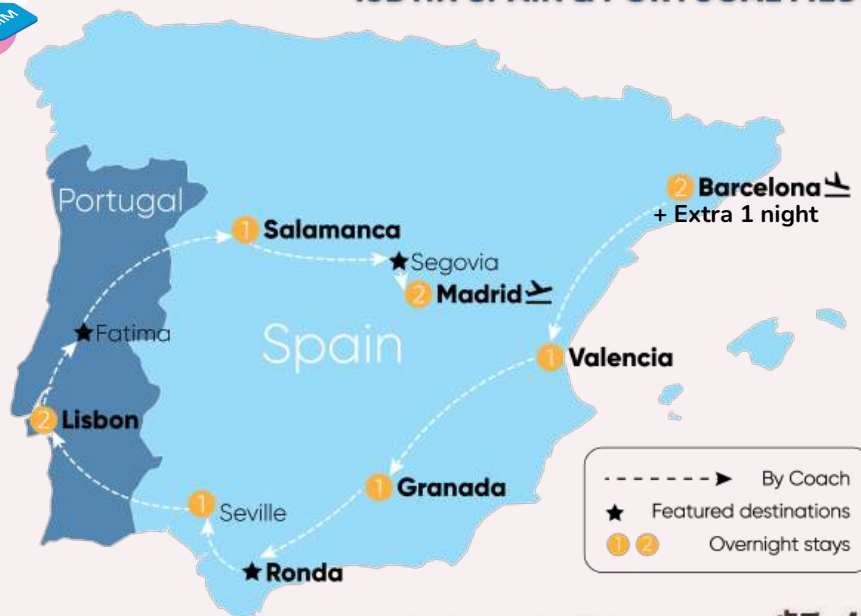 Portugal
1 Salamanca
Segovia
2 Madrid
2 Barcelona
+ Extra 1 night
Fatima
Spain
1 Valencia
2 Lisbon
1 Granada
1 Seville
Ronda
By Coach
Featured destinations
1 2 Overnight stays